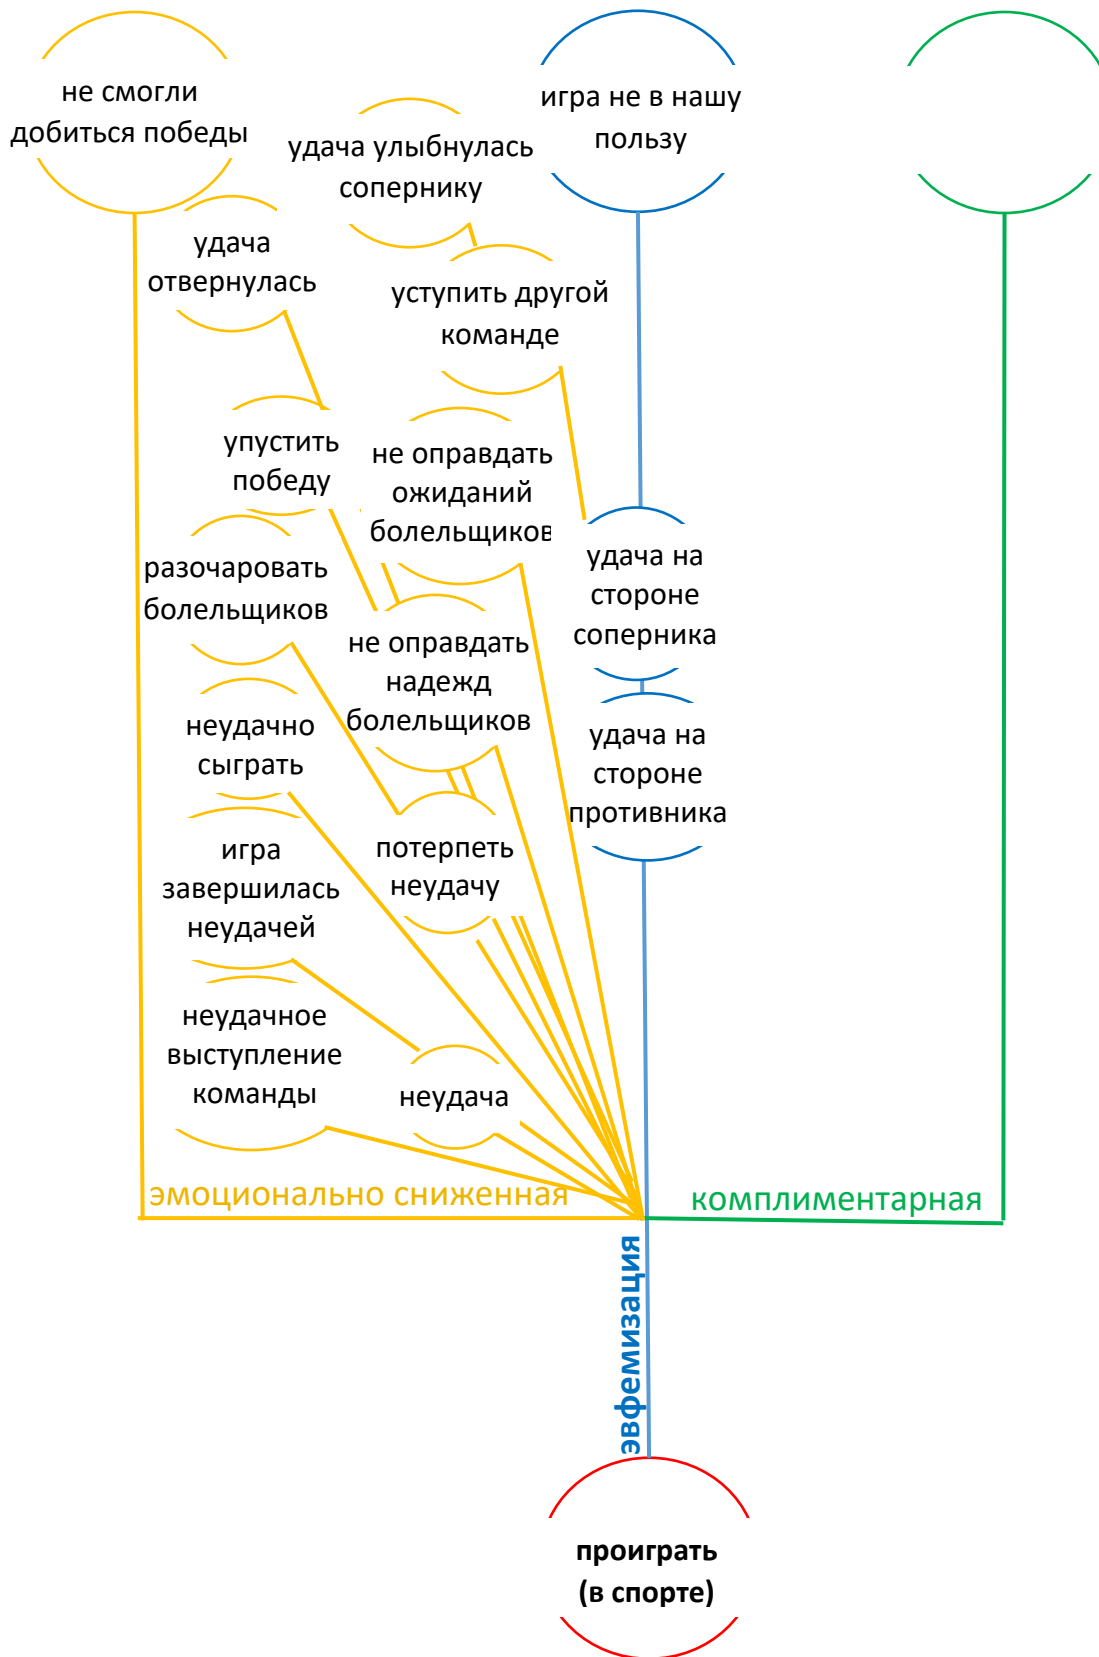 не смогли
добиться победы
удача улыбнулась
сопернику
игра не в нашу
пользу
удача
отвернулась
уступить другой
команде
упустить
победу
не оправдать
ожиданий
болельщиков
разочаровать
болельщиков
удача на
стороне
соперника
не оправдать
надежд
болельщиков
неудачно
сыграть
удача на
стороне
противника
игра
завершилась
неудачей
потерпеть
неудачу
неудачное
выступление
команды
неудача
эмоционально сниженная
комплиментарная
эвфемизация
проиграть
(в спорте)